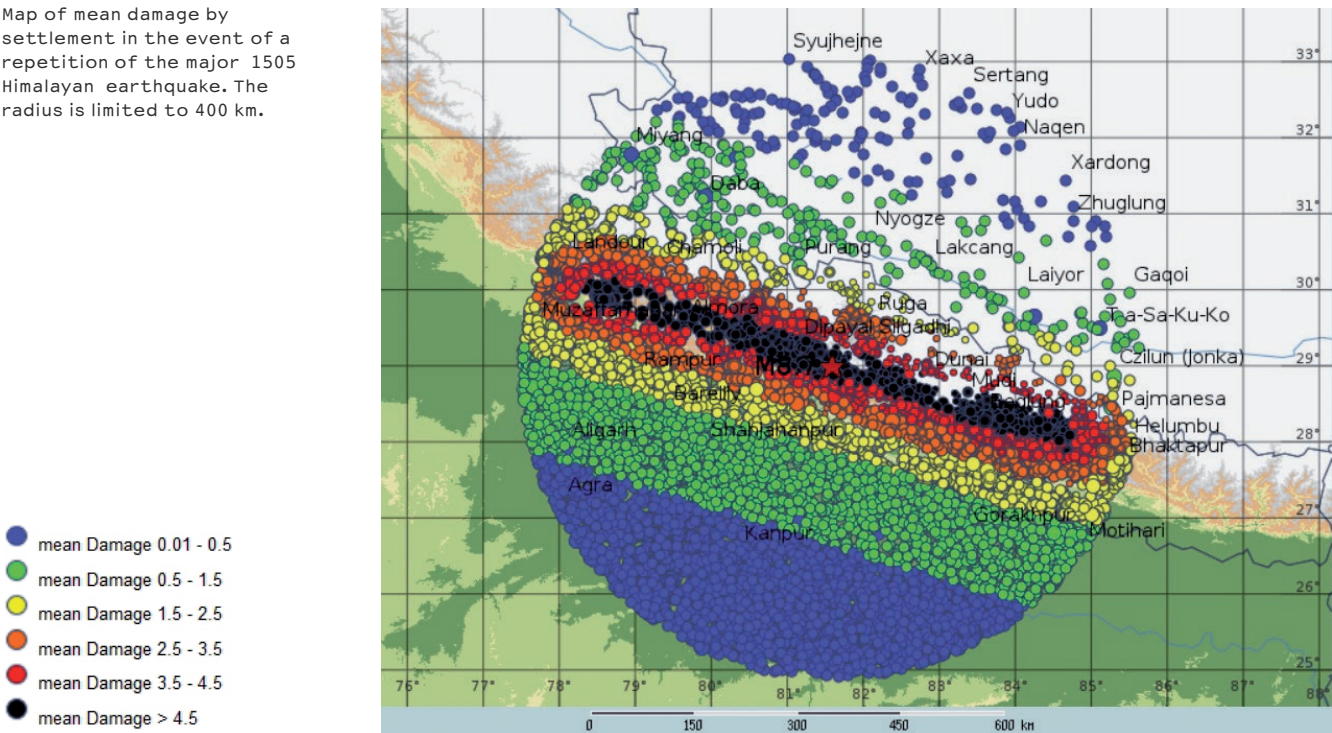 Map of mean damage by
settlement in the event of a
repetition of the major 1505
Himalayan earthquake. The
radius is limited to 400 km.
mean Damage 0.01 - 0.5
mean Damage 0.5 - 1.5
mean Damage 1.5 - 2.5
mean Damage 2.5 - 3.5
mean Damage 3.5 - 4.5
mean Damage > 4.5
Syujhejne
Xaxa
33°
Sertang
Yudo
Naqen
32°
Miyang
Xardong
Daba
Zhuglung
31°
Nyogze
Landour
Chamoli
Purang
Lakcang
Laiyor
Gaqoi
30°
Ruga
Almora
T-a-Sa-Ku-Ko
Dipayal Silgadhi
Rampur
Dunai
Czilun (Jonka)
29°
Mudi
Bareilly
Baglung
Pajmanesa
Aligarh
Shahjahanpur
Helumbu
28°
Bhaktapur
Agra
Gorakhpur
27°
Kanpur
Motihari
26°
25°
76° 77° 78° 79° 80° 81° 82° 83° 84° 85° 86° 87° 88°
0 150 300 450 600 km